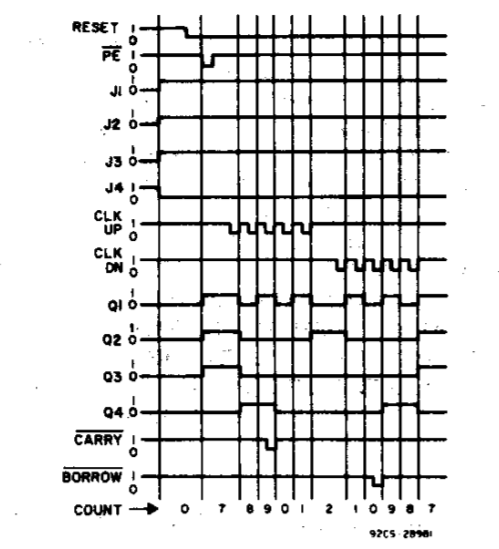 RESET 1
0
PE 1
0
J1 1
0
J2 1
0
J3 1
0
J4 1
0
CLK UP 1
0
CLK DN 1
0
Q1 1
0
Q2 1
0
Q3 1
0
Q4 1
0
CARRY 1
0
BORROW 1
0
COUNT → 0 7 8 9 0 1 2 1 0 9 8 7
92CS-28981